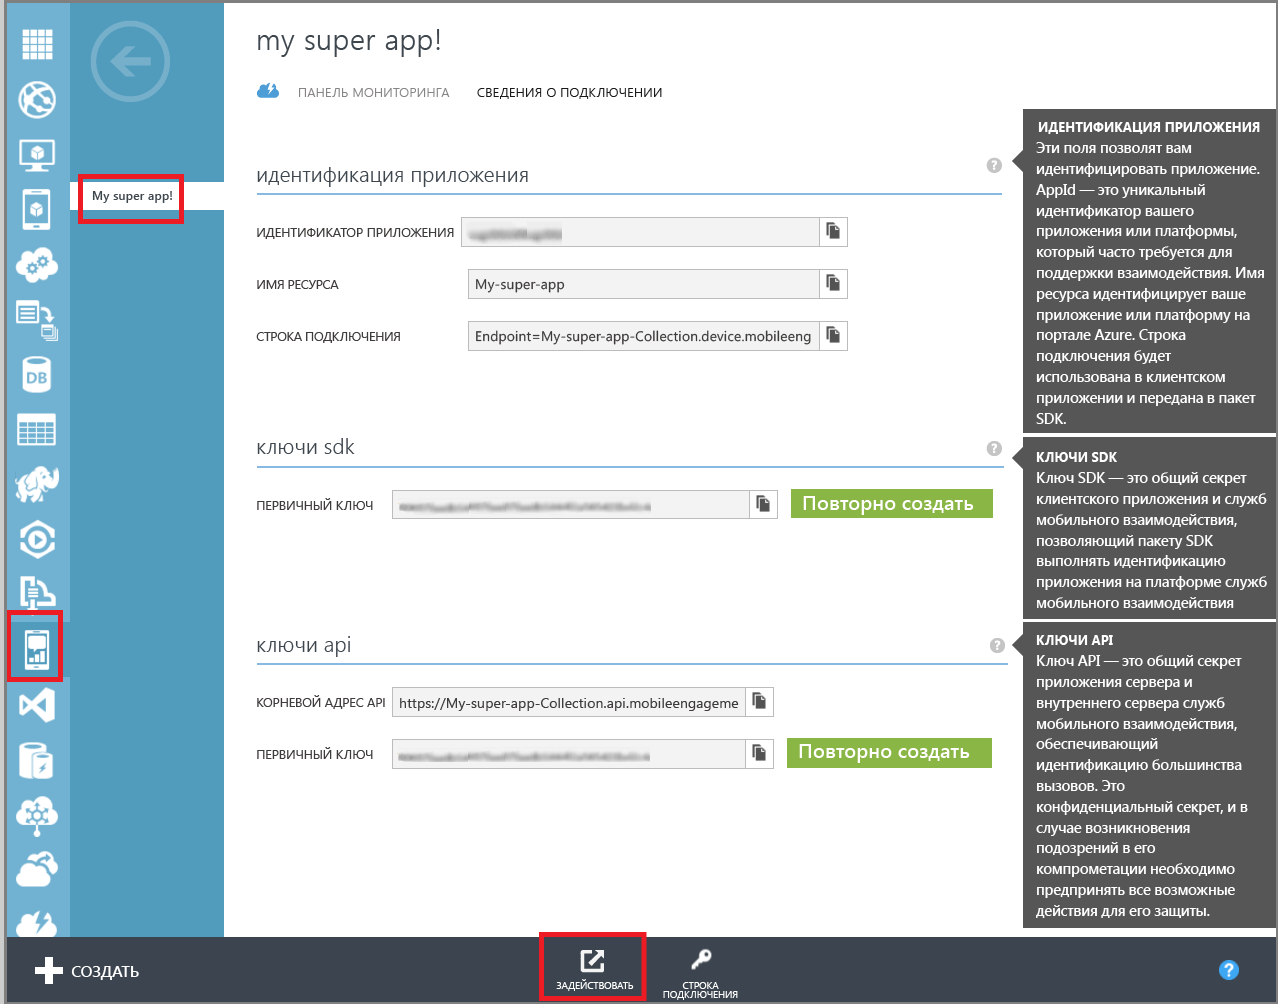 my super app!
ПАНЕЛЬ МОНИТОРИНГА СВЕДЕНИЯ О ПОДКЛЮЧЕНИИ
My super app!
идентификация приложения
?
ИДЕНТИФИКАТОР ПРИЛОЖЕНИЯ
ИМЯ РЕСУРСА My-super-app
СТРОКА ПОДКЛЮЧЕНИЯ Endpoint=My-super-app-Collection.device.mobileeng
ИДЕНТИФИКАЦИЯ ПРИЛОЖЕНИЯ
Эти поля позволят вам
идентифицировать приложение.
AppId — это уникальный
идентификатор вашего
приложения или платформы,
который часто требуется для
поддержки взаимодействия. Имя
ресурса идентифицирует ваше
приложение или платформу на
портале Azure. Строка
подключения будет
использована в клиентском
приложении и передана в пакет
SDK.
DB
ключи sdk
?
ПЕРВИЧНЫЙ КЛЮЧ
Повторно создать
КЛЮЧИ SDK
Ключ SDK — это общий секрет
клиентского приложения и служб
мобильного взаимодействия,
позволяющий пакету SDK
выполнять идентификацию
приложения на платформе служб
мобильного взаимодействия
ключи api
?
КОРНЕВОЙ АДРЕС API https://My-super-app-Collection.api.mobileengageme
ПЕРВИЧНЫЙ КЛЮЧ
Повторно создать
КЛЮЧИ API
Ключ API — это общий секрет
приложения сервера и
внутреннего сервера служб
мобильного взаимодействия,
обеспечивающий
идентификацию большинства
вызовов. Это
конфиденциальный секрет, и в
случае возникновения
подозрений в его
компрометации необходимо
предпринять все возможные
действия для его защиты.
СОЗДАТЬ
ЗАДЕЙСТВОВАТЬ
СТРОКА
ПОДКЛЮЧЕНИЯ
?